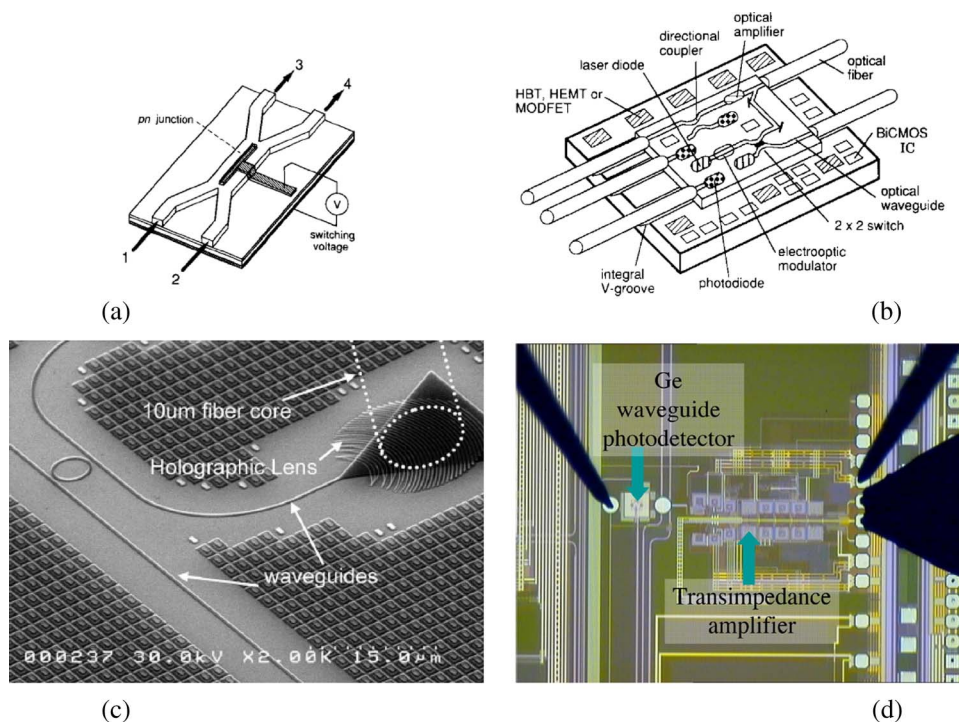 3
4
pn junction
V
switching
voltage
1
2
(a)
optical
amplifier
directional
coupler
laser diode
HBT, HEMT or
MODFET
optical
fiber
BiCMOS
IC
optical
waveguide
2 x 2 switch
electrooptic
modulator
photodiode
integral
V-groove
(b)
10um fiber core
Holographic Lens
waveguides
000237 30.0kV X2.00K 15.0μm
(c)
Ge
waveguide
photodetector
Transimpedance
amplifier
(d)